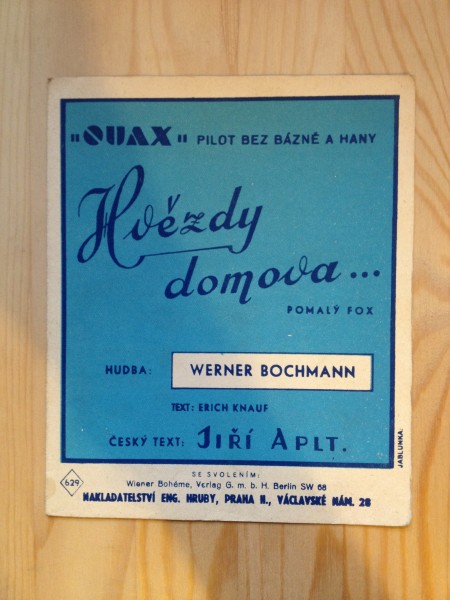 "QUAX" PILOT BEZ BÁZNĚ A HANY
Hvězdy
domova...
POMALÝ FOX
HUDBA: WERNER BOCHMANN
TEXT: ERICH KNAUF
ČESKÝ TEXT: JIŘÍ APLT.
JABLUNKA:
SE SVOLENÍM:
629
Wiener Bohéme, Verlag G. m. b. H. Berlin SW 68
NAKLADATELSTVÍ ENG. HRUBY, PRAHA II., VÁCLAVSKÉ NÁM. 28